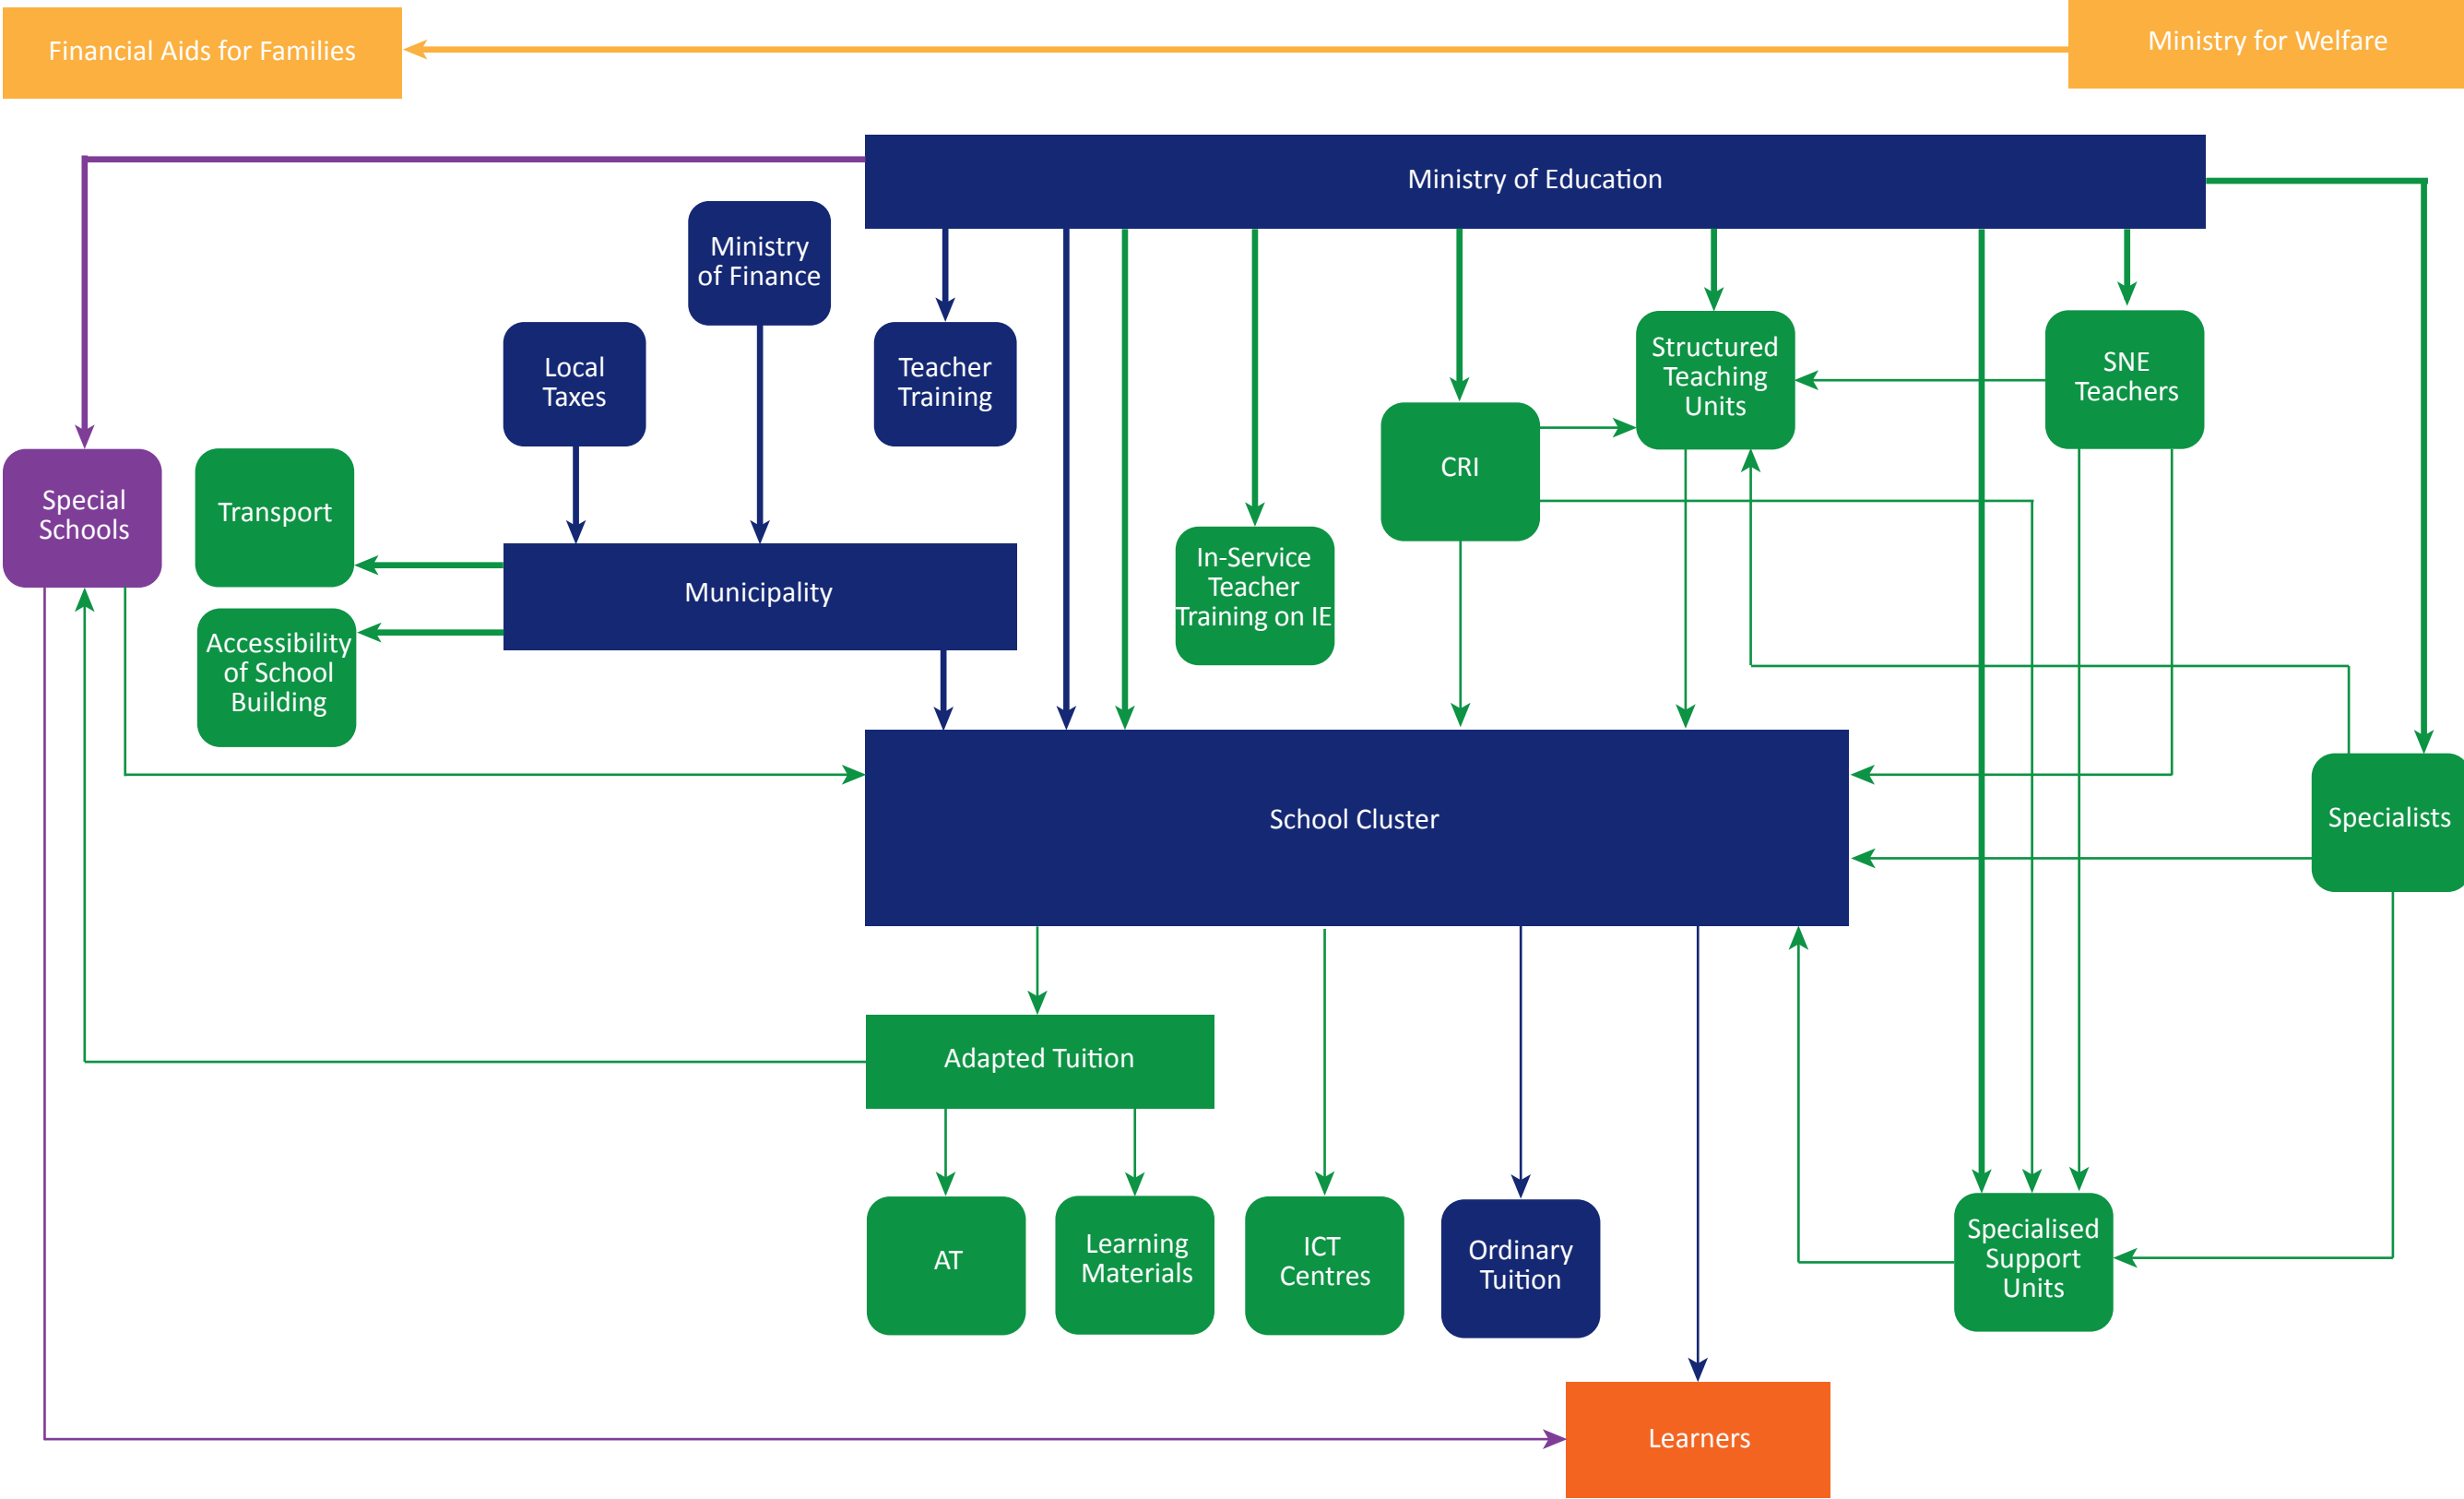 Financial Aids for Families
Ministry for Welfare
Ministry of Education
Ministry
of Finance
Local
Taxes
Teacher
Training
Structured
Teaching
Units
SNE
Teachers
CRI
Special
Schools
Transport
In-Service
Teacher
Training on IE
Municipality
Accessibility
of School
Building
School Cluster
Specialists
Adapted Tuition
AT
Learning
Materials
ICT
Centres
Ordinary
Tuition
Specialised
Support
Units
Learners